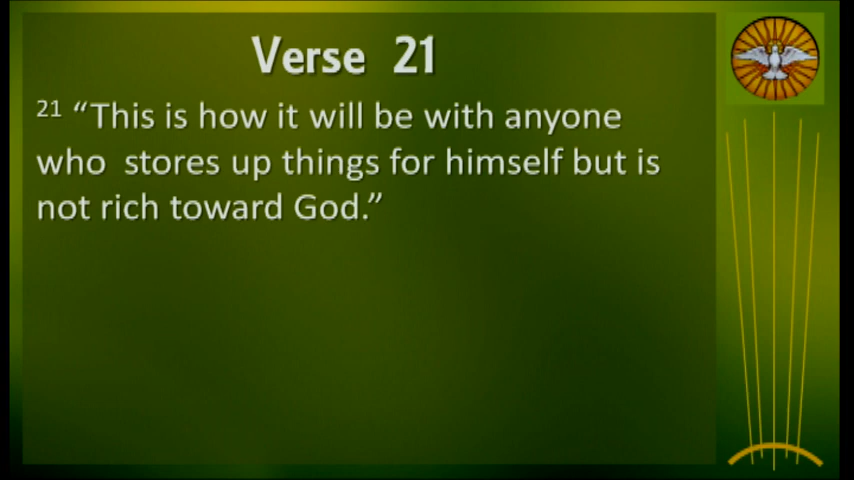 Verse 21
21 “This is how it will be with anyone
who stores up things for himself but is
not rich toward God.”